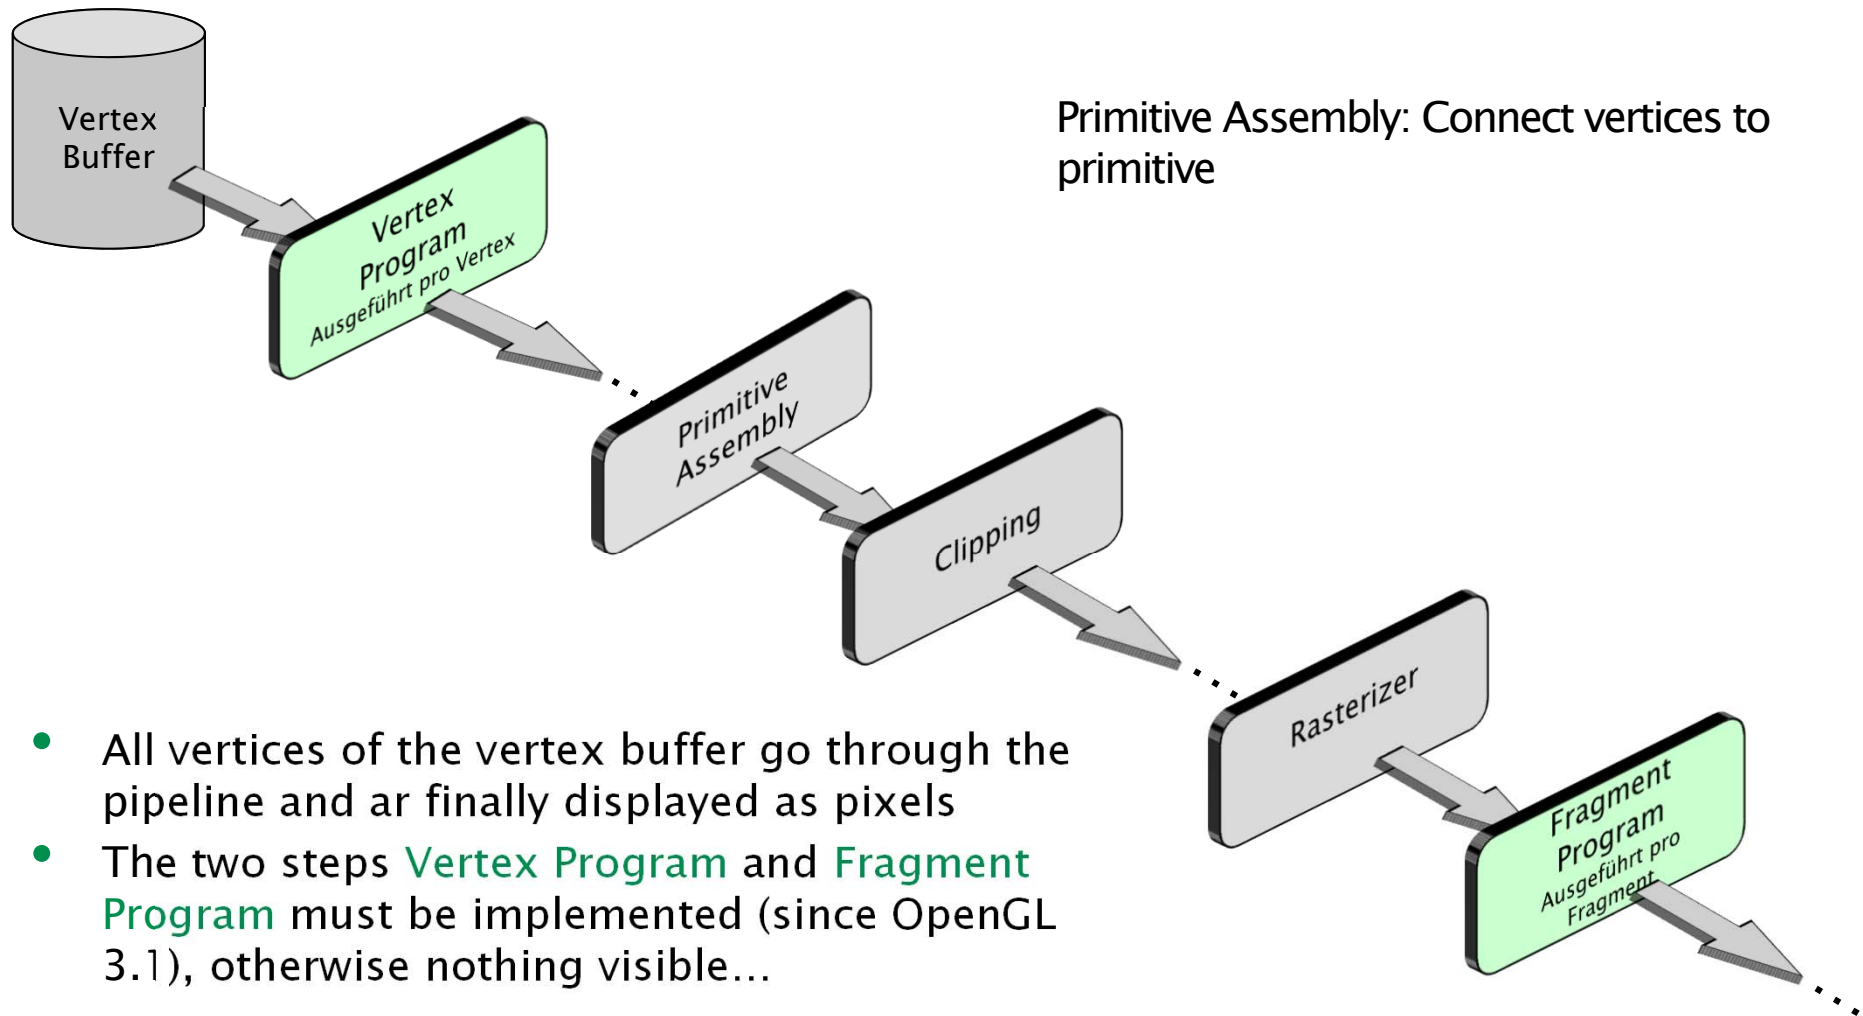 Vertex
Buffer
Primitive Assembly: Connect vertices to
primitive
Vertex
Program
Ausgeführt pro Vertex
Primitive
Assembly
Clipping
Rasterizer
Fragment
Program
Ausgeführt pro
Fragment
• All vertices of the vertex buffer go through the
pipeline and ar finally displayed as pixels
• The two steps Vertex Program and Fragment
Program must be implemented (since OpenGL
3.1), otherwise nothing visible…